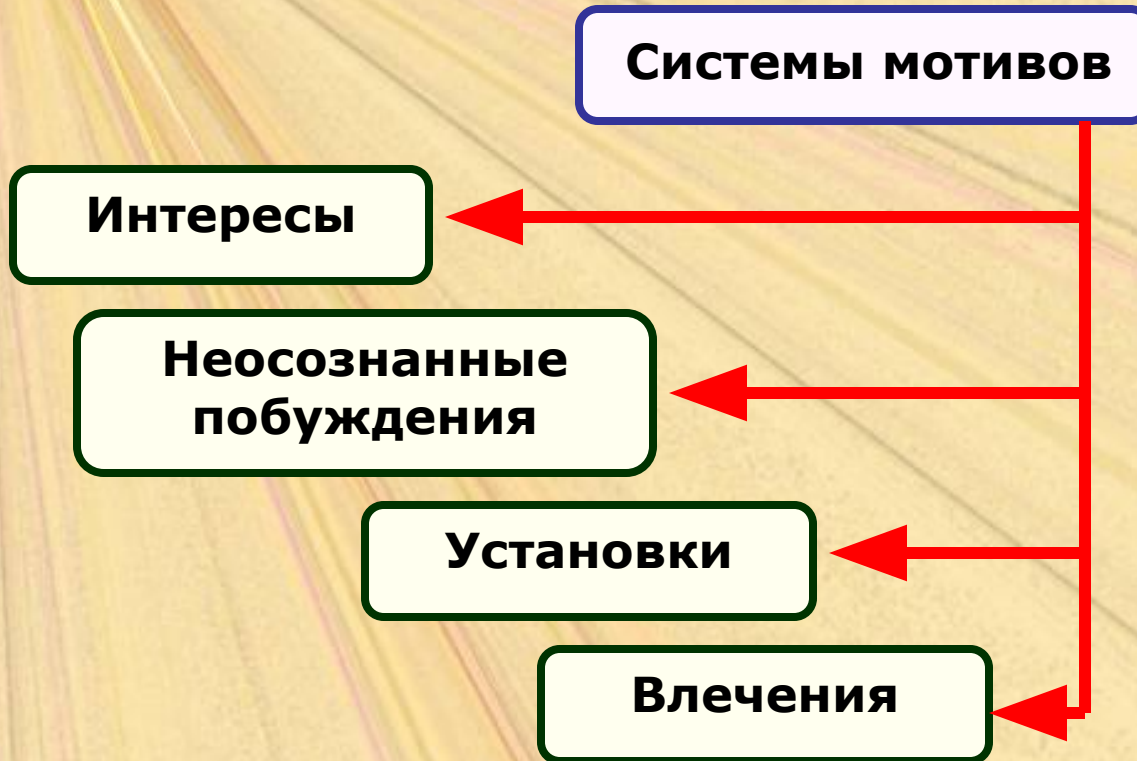 Системы мотивов
Интересы
Неосознанные
побуждения
Установки
Влечения